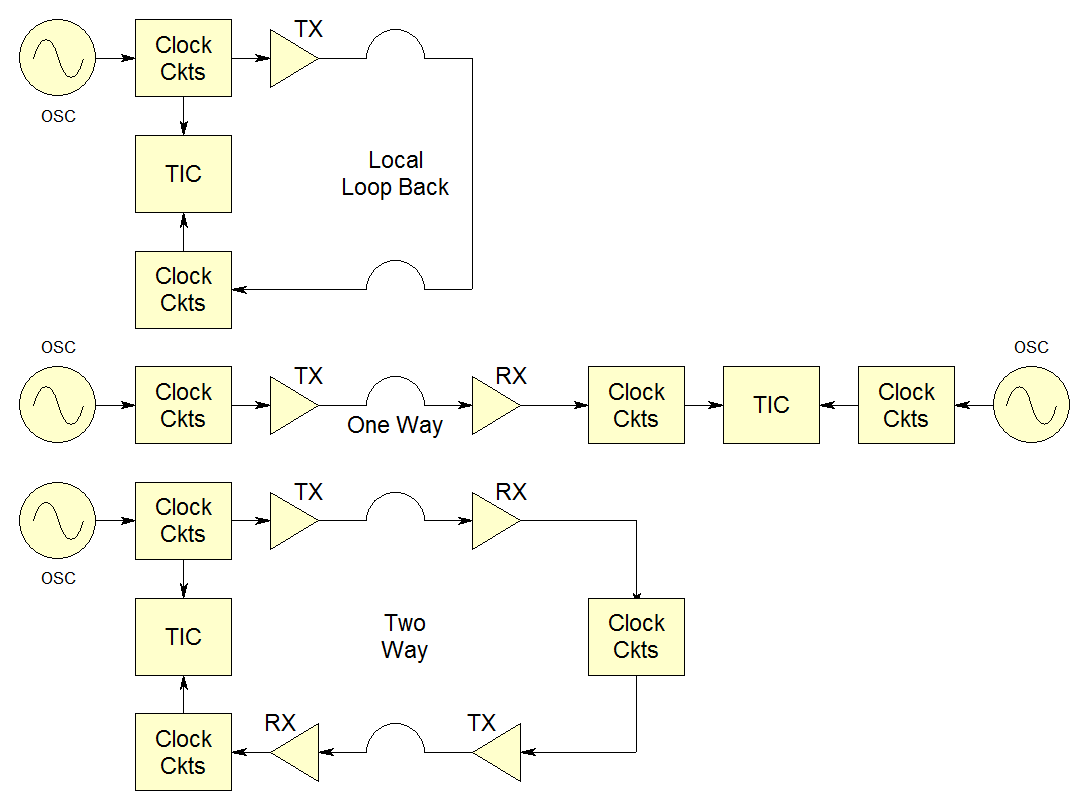 TX
Clock
Ckts
OSC
TIC
Local
Loop Back
Clock
Ckts
OSC
OSC
TX
RX
Clock
Ckts
Clock
Ckts
TIC
Clock
Ckts
One Way
TX
RX
Clock
Ckts
OSC
TIC
Two
Way
Clock
Ckts
RX
TX
Clock
Ckts